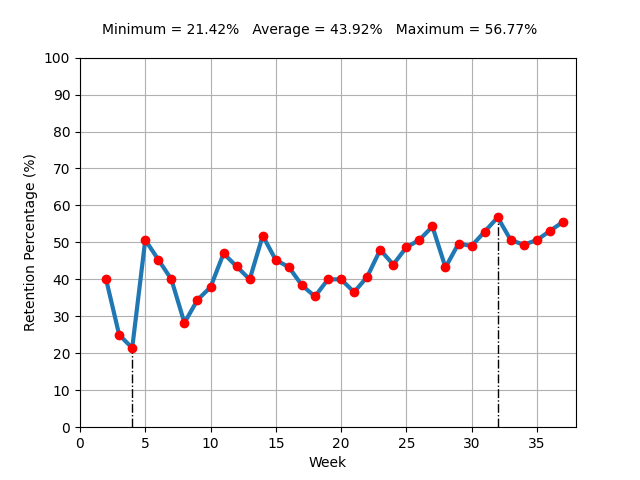 Minimum = 21.42%   Average = 43.92%   Maximum = 56.77%
100
90
80
70
60
50
40
30
20
10
0
Retention Percentage (%)
0 5 10 15 20 25 30 35
Week